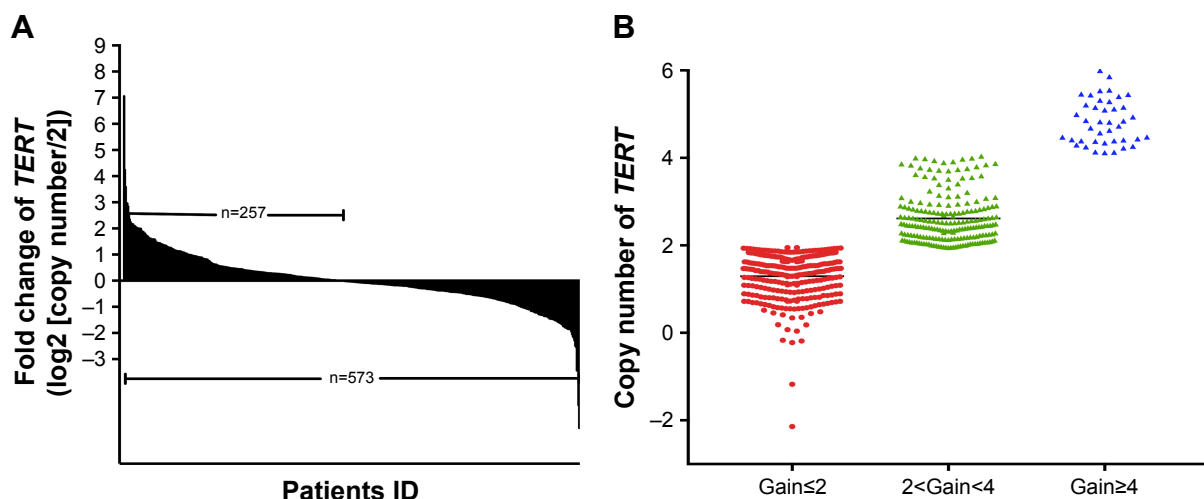 A
Fold change of TERT
(log2 [copy number/2])
9
8
7
6
5
4
3
2
1
0
–1
–2
–3
n=257
n=573
Patients ID
B
Copy number of TERT
6
4
2
0
–2
Gain≤2
2<Gain<4
Gain≥4